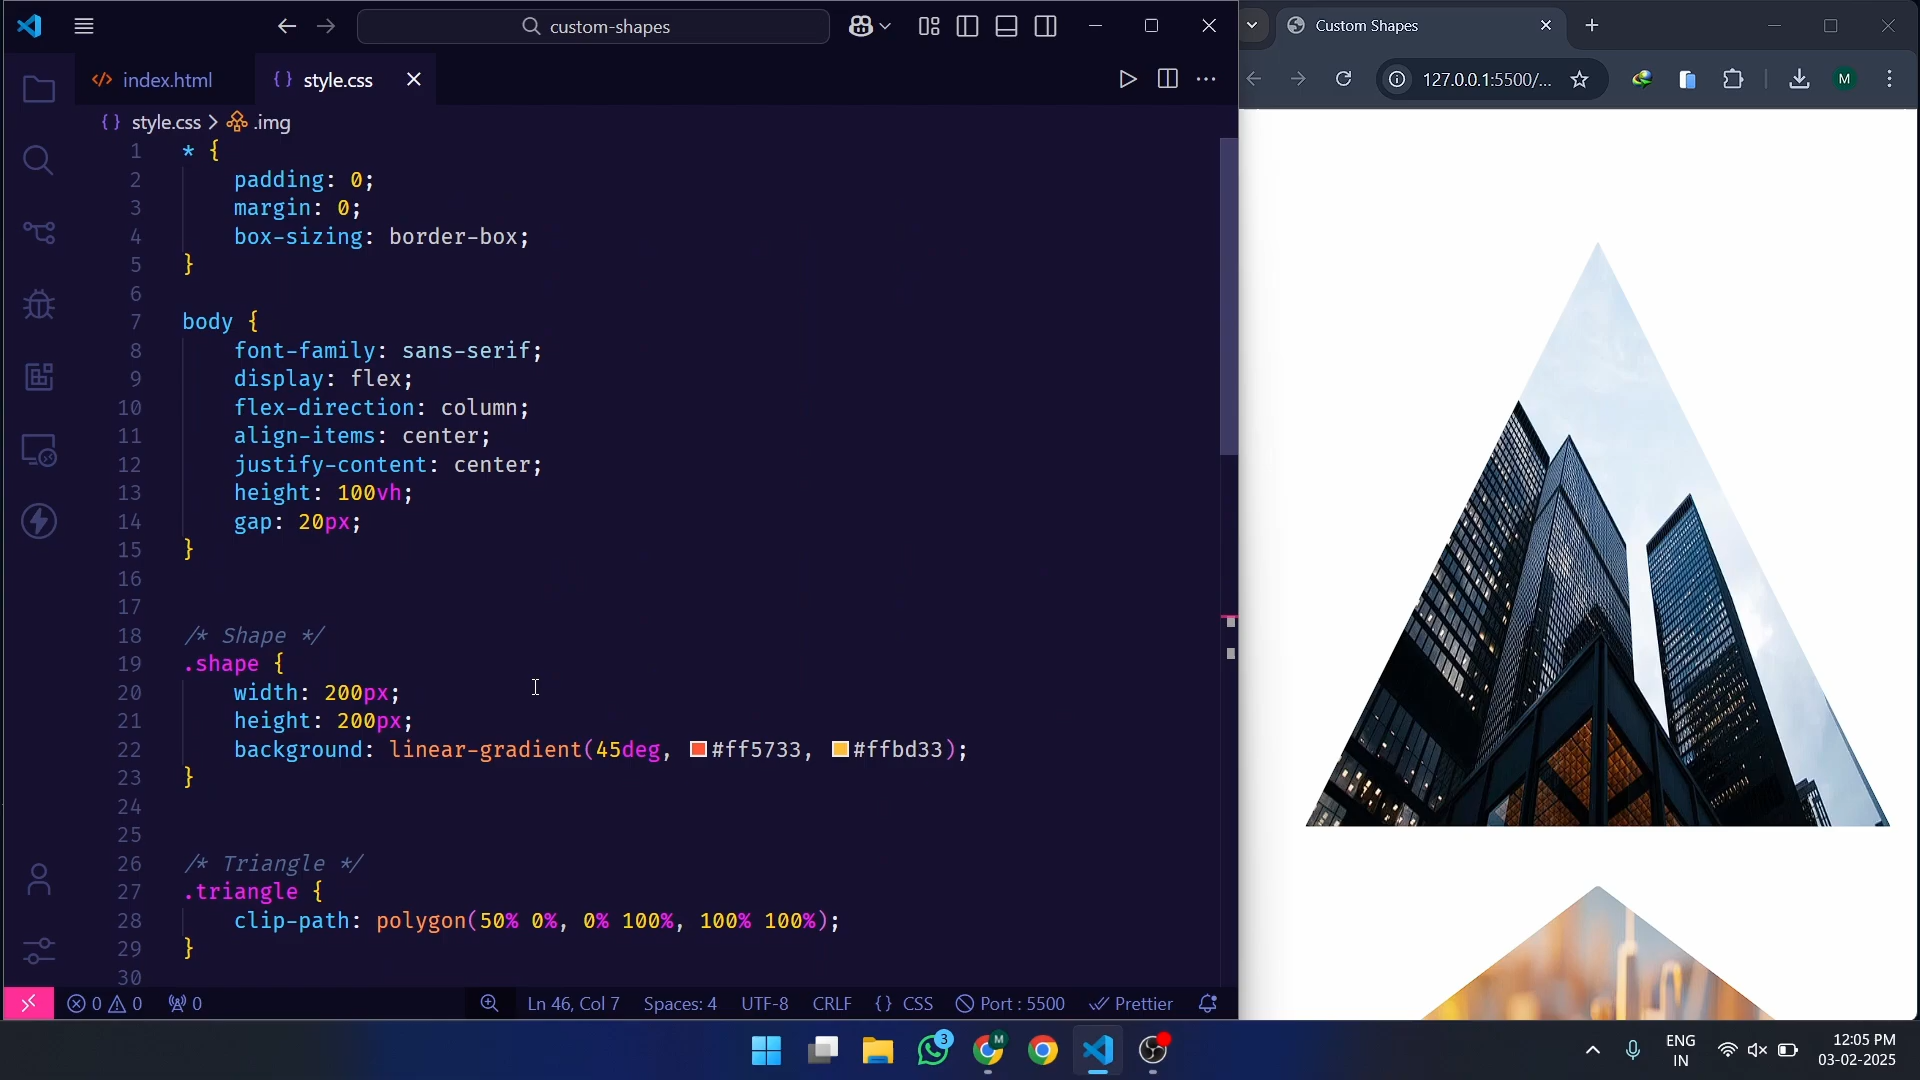 custom-shapes
Custom Shapes
index.html
style.css
127.0.0.1:5500/...
M
style.css > .img
1 * {
2 padding: 0;
3 margin: 0;
4 box-sizing: border-box;
5 }
6
7 body {
8 font-family: sans-serif;
9 display: flex;
10 flex-direction: column;
11 align-items: center;
12 justify-content: center;
13 height: 100vh;
14 gap: 20px;
15 }
16
17
18 /* Shape */
19 .shape {
20 width: 200px;
21 height: 200px;
22 background: linear-gradient(45deg, #ff5733, #ffbd33);
23 }
24
25
26 /* Triangle */
27 .triangle {
28 clip-path: polygon(50% 0%, 0% 100%, 100% 100%);
29 }
30
0 0 0 Ln 46, Col 7 Spaces: 4 UTF-8 CRLF {} CSS Port : 5500 Prettier
3 M
ENG
IN
12:05 PM
03-02-2025